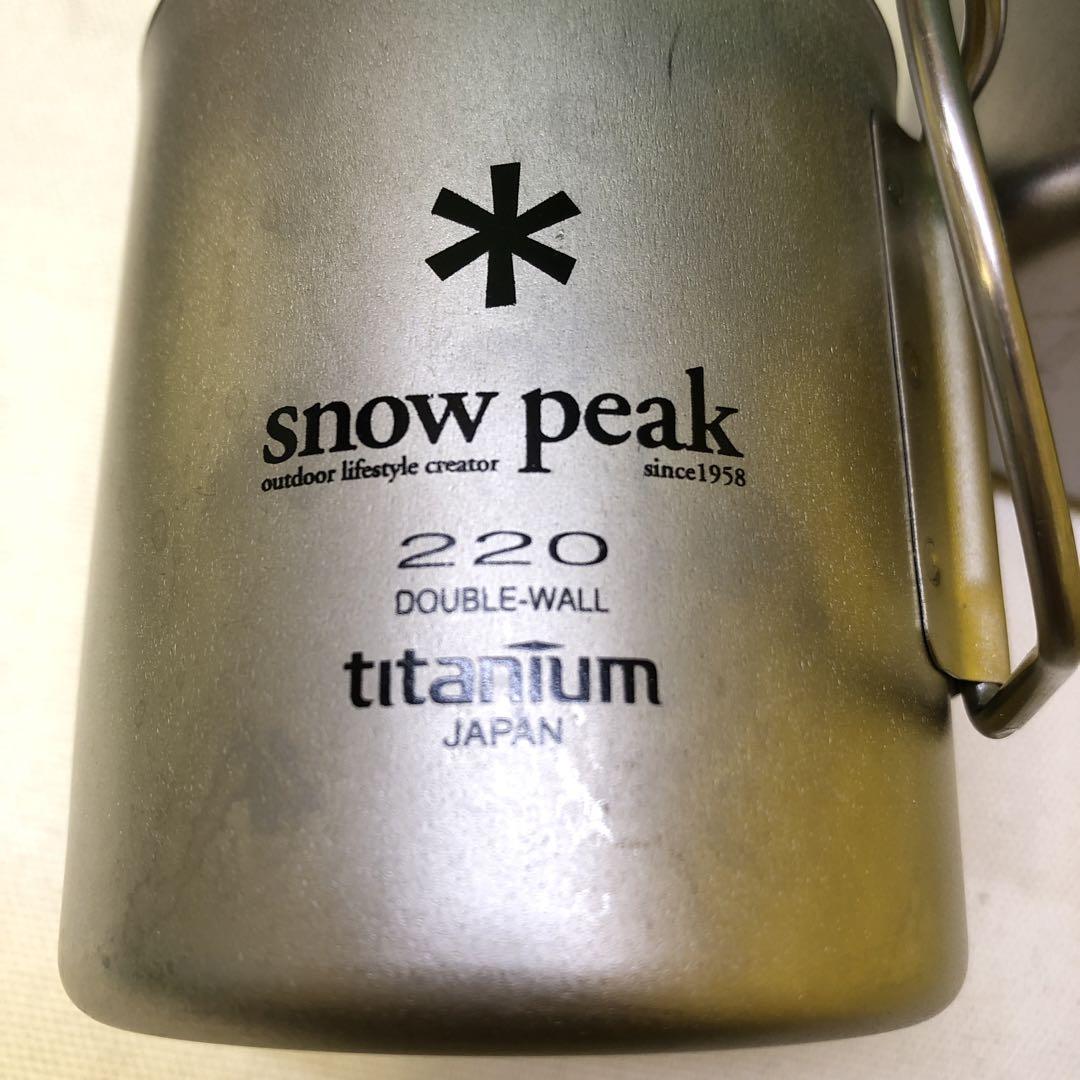 snow peak
outdoor lifestyle creator since1958
220
DOUBLE-WALL
titanium
JAPAN